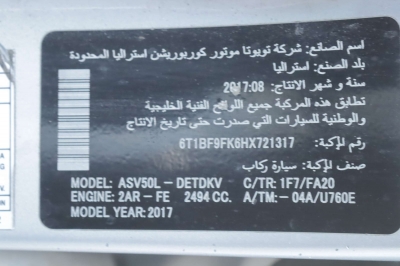 اسم الصانع: شركة تويوتا موتور كوربوريشن استراليا المحدودة
بلد الصنع: استراليا
سنة و شهر الانتاج: 2017:08
تطابق هذه المركبة جميع اللوائح الفنية الخليجية
والوطنية للسيارات التي صدرت حتى تاريخ الانتاج
رقم المركبة: 6T1BF9FK6HX721317
صنف المركبة: سيارة ركاب
MODEL: ASV50L - DETDKV C/TR: 1F7/FA20
ENGINE: 2AR - FE 2494 CC. A/TM: - 04A/U760E
MODEL YEAR: 2017